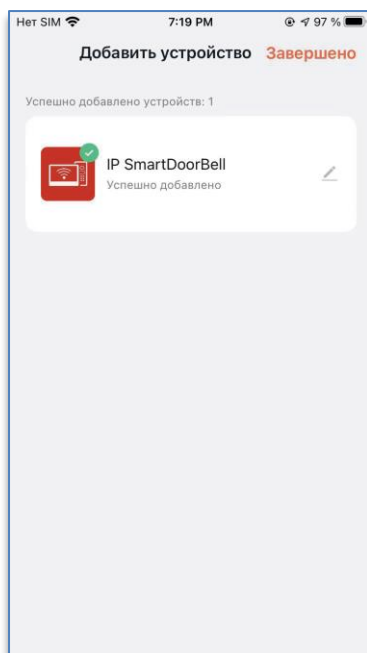 Нет SIM 7:19 PM 97 %
Добавить устройство Завершено
Успешно добавлено устройств: 1
IP SmartDoorBell
Успешно добавлено